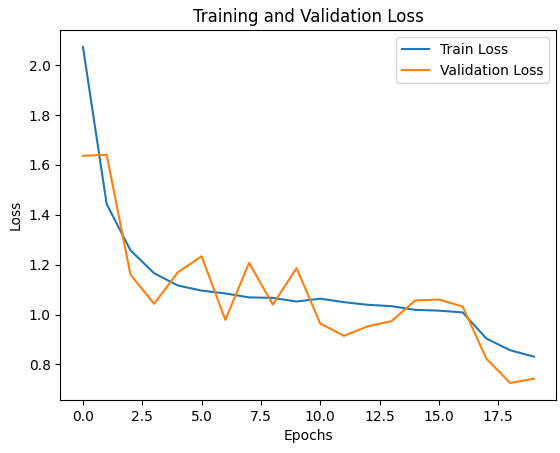 Training and Validation Loss
Train Loss
Validation Loss
2.0
1.8
1.6
1.4
1.2
1.0
0.8
Loss
0.0 2.5 5.0 7.5 10.0 12.5 15.0 17.5
Epochs